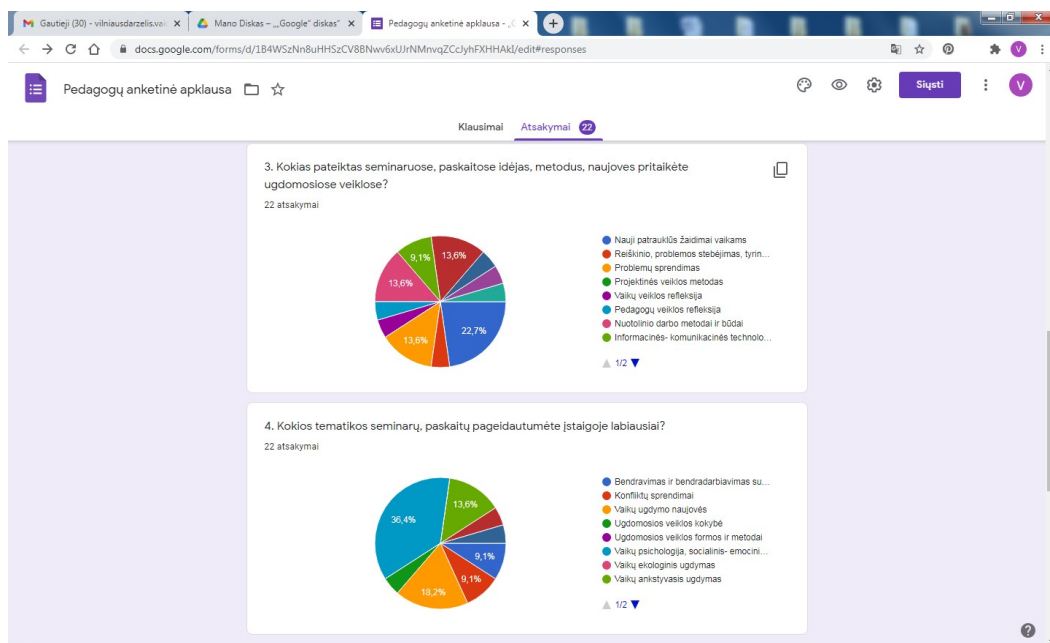 Gautieji (30) - vilniausdarzelis.vai
Mano Diskas – „Google“ diskas"
Pedagogų anketinė apklausa - „G
docs.google.com/forms/d/1B4WSzNn8uHHSzCV8BNwv6xUJrNMnvqZCcJyhFXHHAkI/edit#responses
V
Pedagogų anketinė apklausa
Siųsti
V
Klausimai Atsakymai 22
3. Kokias pateiktas seminaruose, paskaitose idėjas, metodus, naujoves pritaikėte
ugdomosiose veiklose?
22 atsakymai
9,1%
13,6%
13,6%
13,6%
22,7%
Nauji patrauklūs žaidimai vaikams
Reiškinio, problemos stebėjimas, tyrin...
Problemų sprendimas
Projektinės veiklos metodas
Vaikų veiklos refleksija
Pedagogų veiklos refleksija
Nuotolinio darbo metodai ir būdai
Informacinės- komunikacinės technolo...
1/2
4. Kokios tematikos seminarų, paskaitų pageidautumėte įstaigoje labiausiai?
22 atsakymai
13,6%
36,4%
9,1%
9,1%
18,2%
Bendravimas ir bendradarbiavimas su...
Konfliktų sprendimai
Vaikų ugdymo naujovės
Ugdomosios veiklos kokybė
Ugdomosios veiklos formos ir metodai
Vaikų psichologija, socialinis- emocini...
Vaikų ekologinis ugdymas
Vaikų ankstyvasis ugdymas
1/2